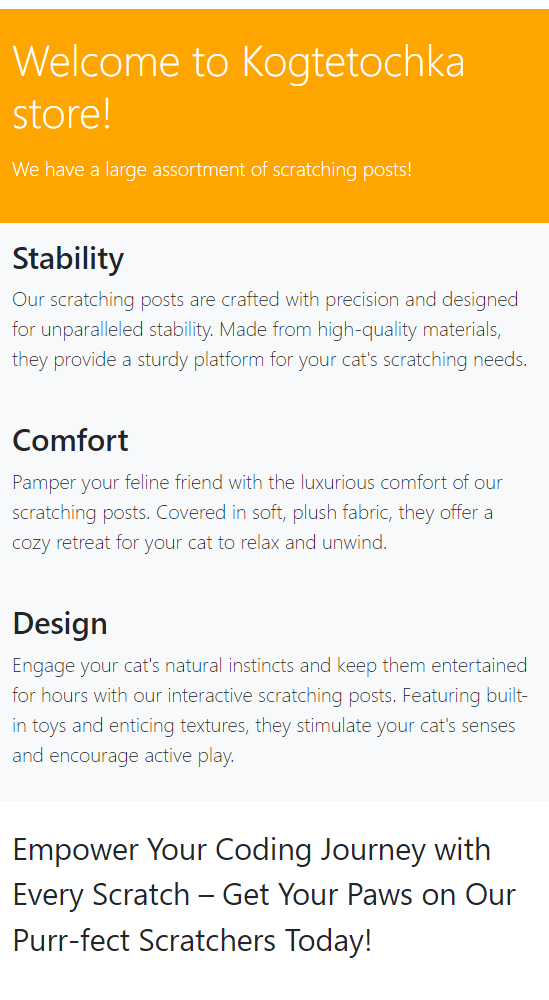 Welcome to Kogtetochka
store!
We have a large assortment of scratching posts!
Stability
Our scratching posts are crafted with precision and designed
for unparalleled stability. Made from high-quality materials,
they provide a sturdy platform for your cat's scratching needs.
Comfort
Pamper your feline friend with the luxurious comfort of our
scratching posts. Covered in soft, plush fabric, they offer a
cozy retreat for your cat to relax and unwind.
Design
Engage your cat's natural instincts and keep them entertained
for hours with our interactive scratching posts. Featuring built-
in toys and enticing textures, they stimulate your cat's senses
and encourage active play.
Empower Your Coding Journey with
Every Scratch – Get Your Paws on Our
Purr-fect Scratchers Today!